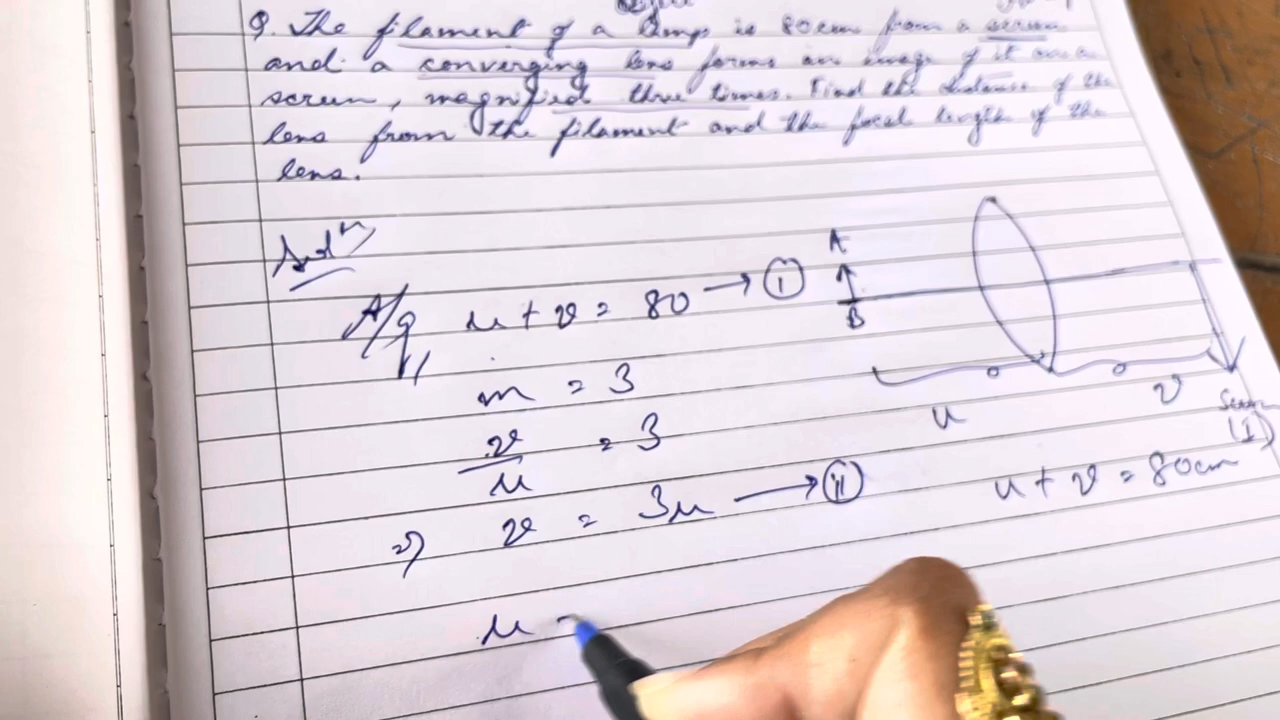 Q. The filament of a lamp is 80cm from a screen
and a converging lens forms an image of it on a
screen, magnified three times. Find the distance of the
lens from the filament and the focal length of the
lens.
Solⁿ
A/q u + v = 80 → (i)
m = 3
v/u = 3
⇒) v = 3u → (ii)
u =
A
B
u
v
Screen
(I)
u + v = 80cm